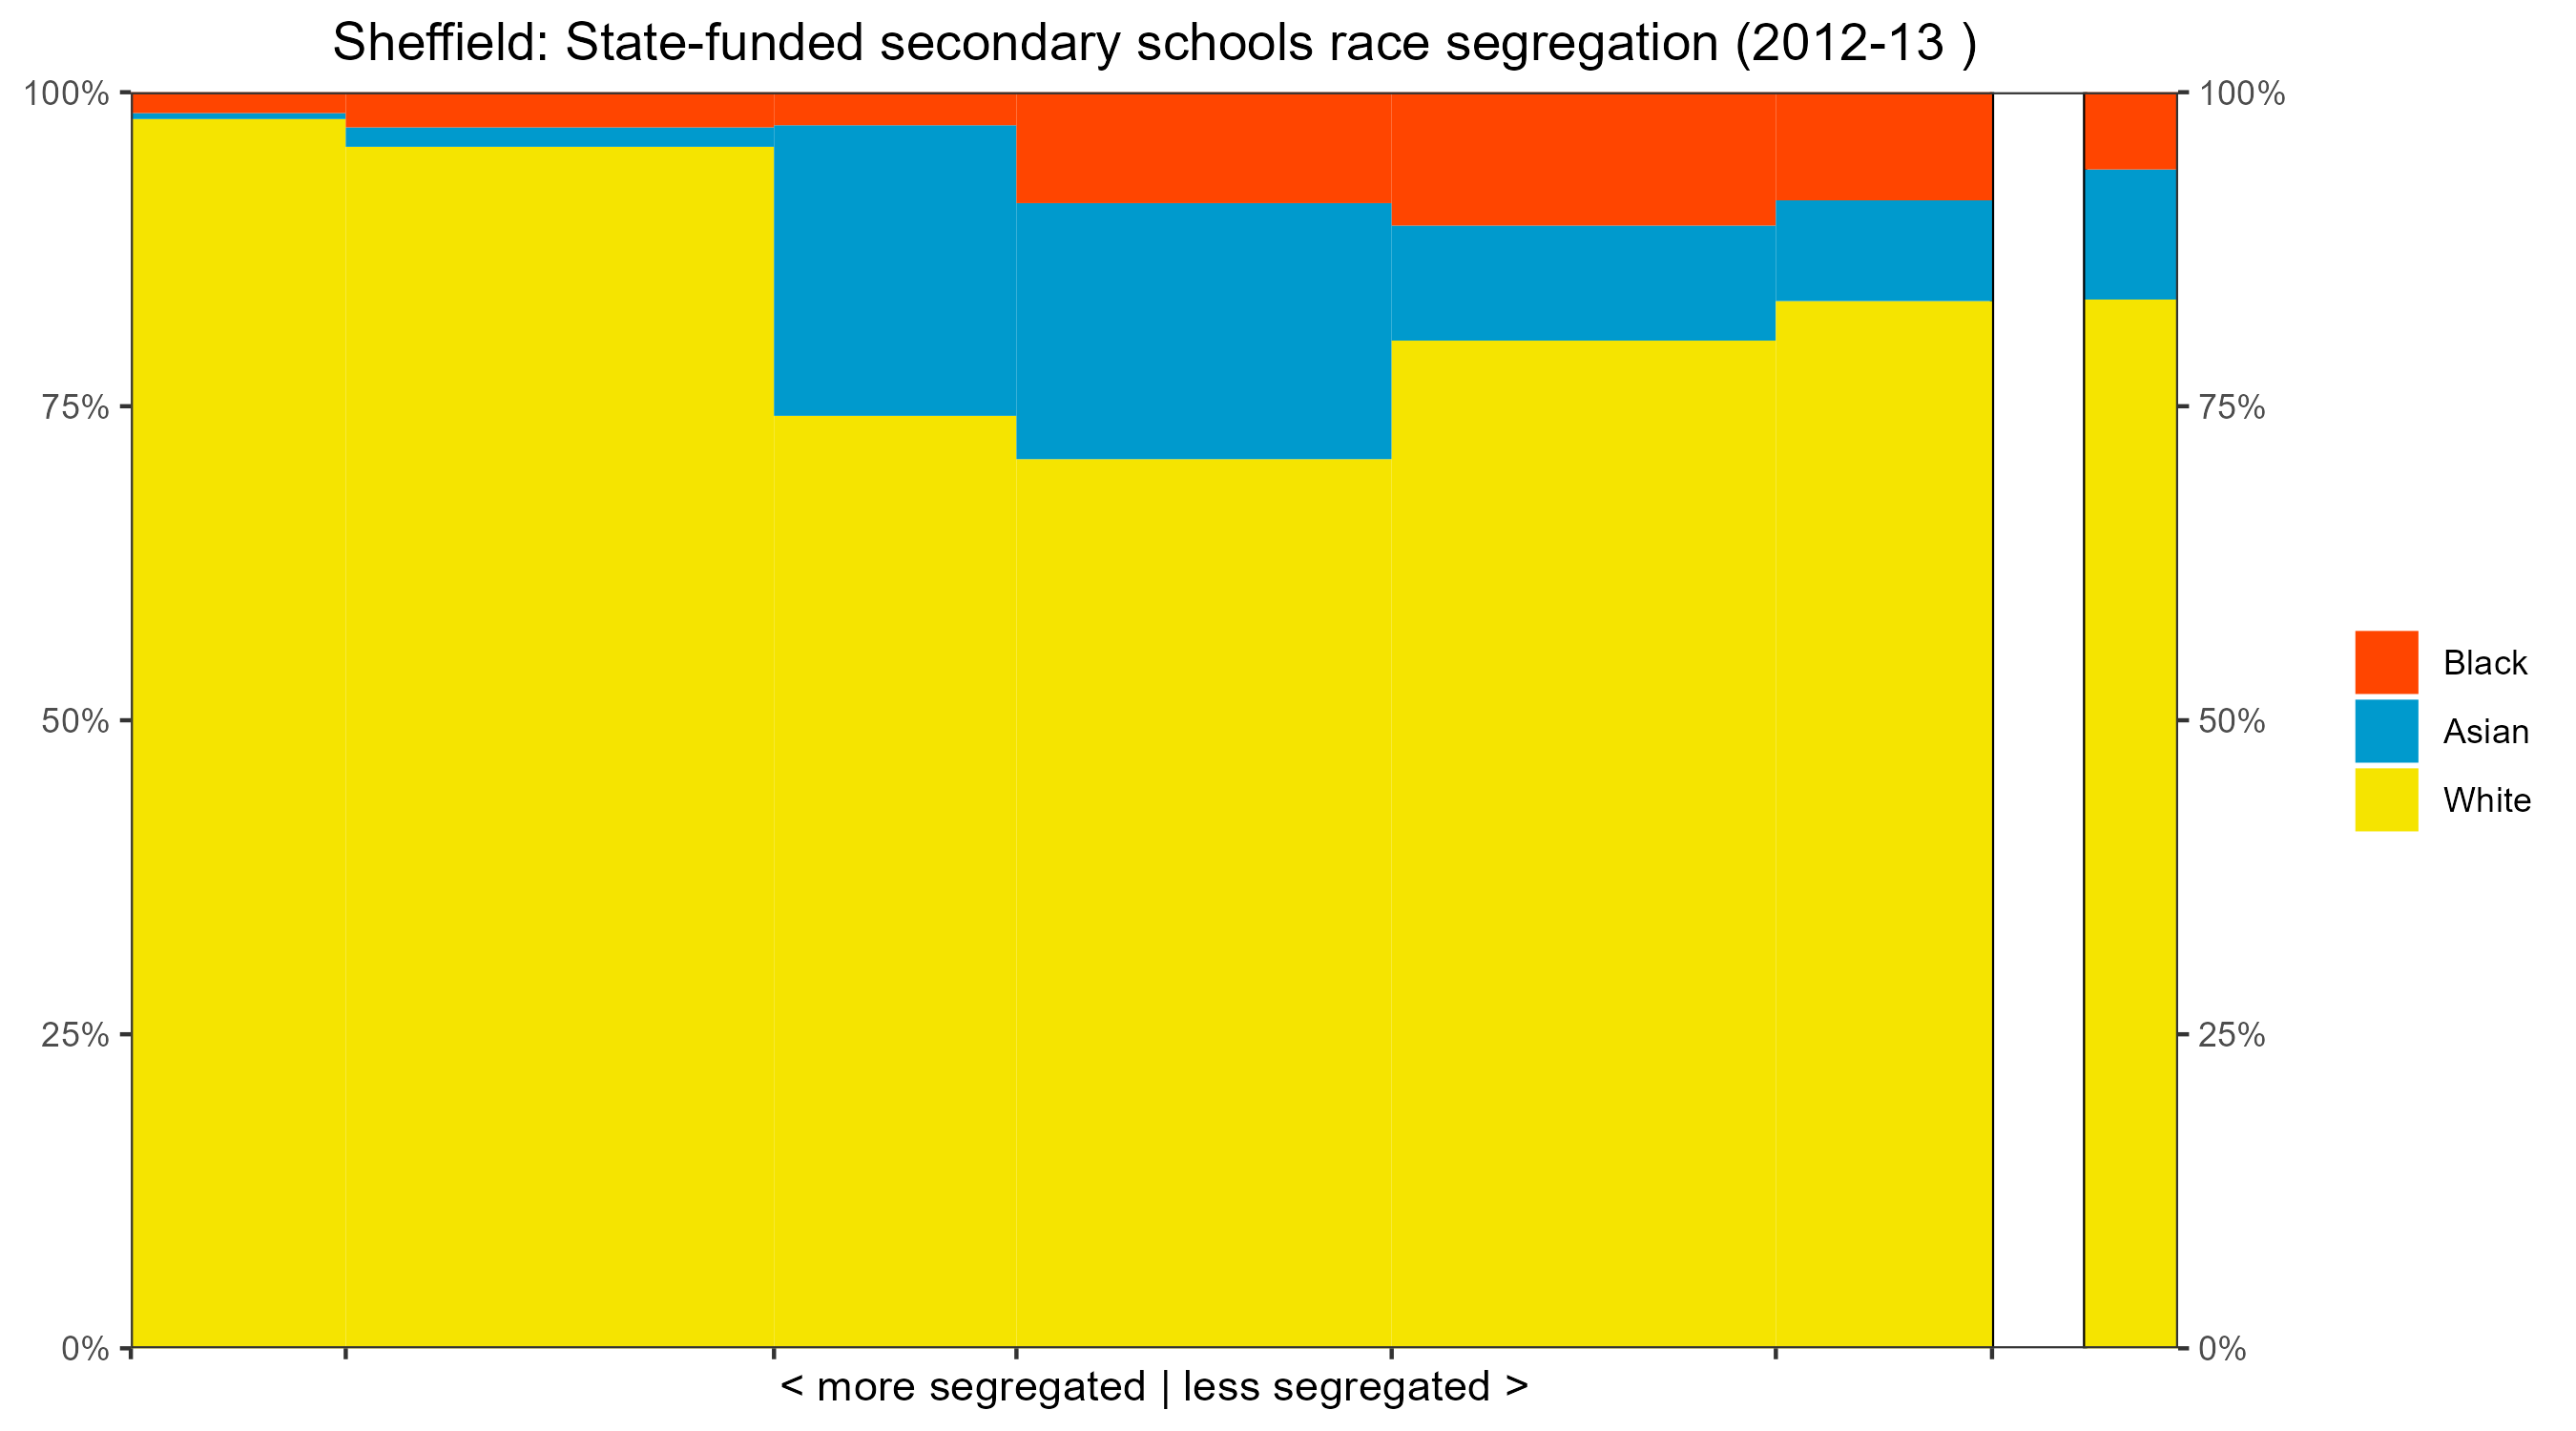 Sheffield: State-funded secondary schools race segregation (2012-13 )
100%
75%
50%
25%
0%
100%
75%
50%
25%
0%
< more segregated | less segregated >
Black
Asian
White